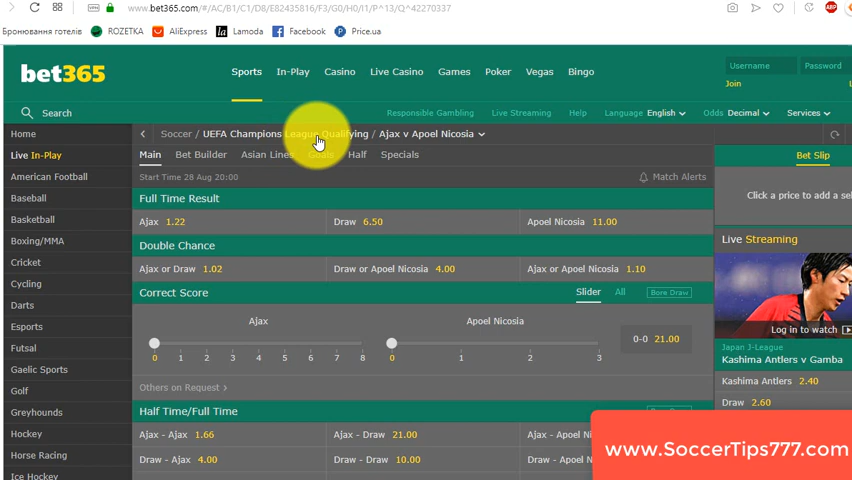 www.bet365.com/#/AC/B1/C1/D8/E82435816/F3/G0/H0/I1/P^13/Q^42270337
VPN
ABP
Бронювання готелів ROZETKA AliExpress la Lamoda Facebook P Price.ua
bet365
Sports In-Play Casino Live Casino Games Poker Vegas Bingo
Username Password
Join
Search
Responsible Gambling Live Streaming Help Language English Odds Decimal Services
Home
Live In-Play
American Football
Baseball
Basketball
Boxing/MMA
Cricket
Cycling
Darts
Esports
Futsal
Gaelic Sports
Golf
Greyhounds
Hockey
Horse Racing
Ice Hockey
Soccer / UEFA Champions League Qualifying / Ajax v Apoel Nicosia
Main Bet Builder Asian Lines Goals Half Specials
Start Time 28 Aug 20:00 Match Alerts
Full Time Result
Ajax 1.22 Draw 6.50 Apoel Nicosia 11.00
Double Chance
Ajax or Draw 1.02 Draw or Apoel Nicosia 4.00 Ajax or Apoel Nicosia 1.10
Correct Score Slider All Bore Draw
Ajax Apoel Nicosia
0-0 21.00
0 1 2 3 4 5 6 7 8 0 1 2 3
Others on Request
Half Time/Full Time
Ajax - Ajax 1.66 Ajax - Draw 21.00 Ajax - Apoel Ni
Draw - Ajax 4.00 Draw - Draw 10.00 Draw - Apoel
Bet Slip
Click a price to add a sel
Live Streaming
Log in to watch
Japan J-League
Kashima Antlers v Gamba
Kashima Antlers 2.40
Draw 2.60
www.SoccerTips777.com